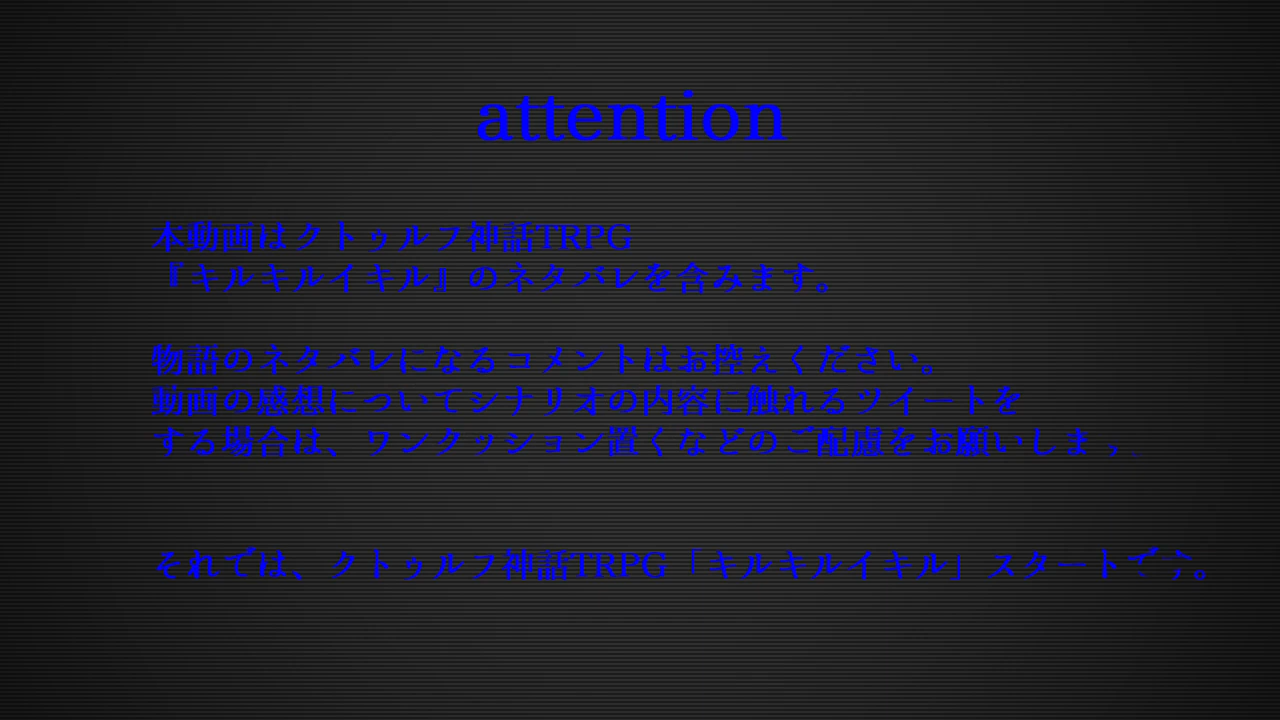 attention
本動画はクトゥルフ神話TRPG
『キルキルイキル』のネタバレを含みます。
物語のネタバレになるコメントはお控えください。
動画の感想についてシナリオの内容に触れるツイートを
する場合は、ワンクッション置くなどのご配慮をお願いします。
それでは、クトゥルフ神話TRPG「キルキルイキル」スタートです。